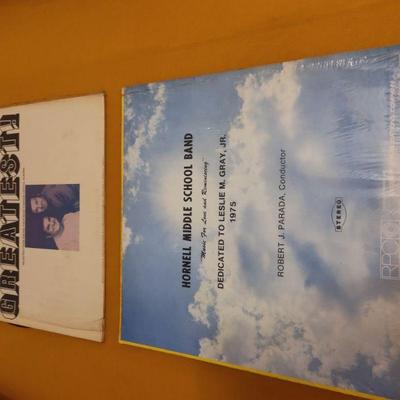 GREATEST!
HORNELL MIDDLE SCHOOL BAND
"Music For Love and Remembering"
DEDICATED TO LESLIE M. GRAY, JR.
1975
ROBERT J. PARADA, Conductor
STEREO